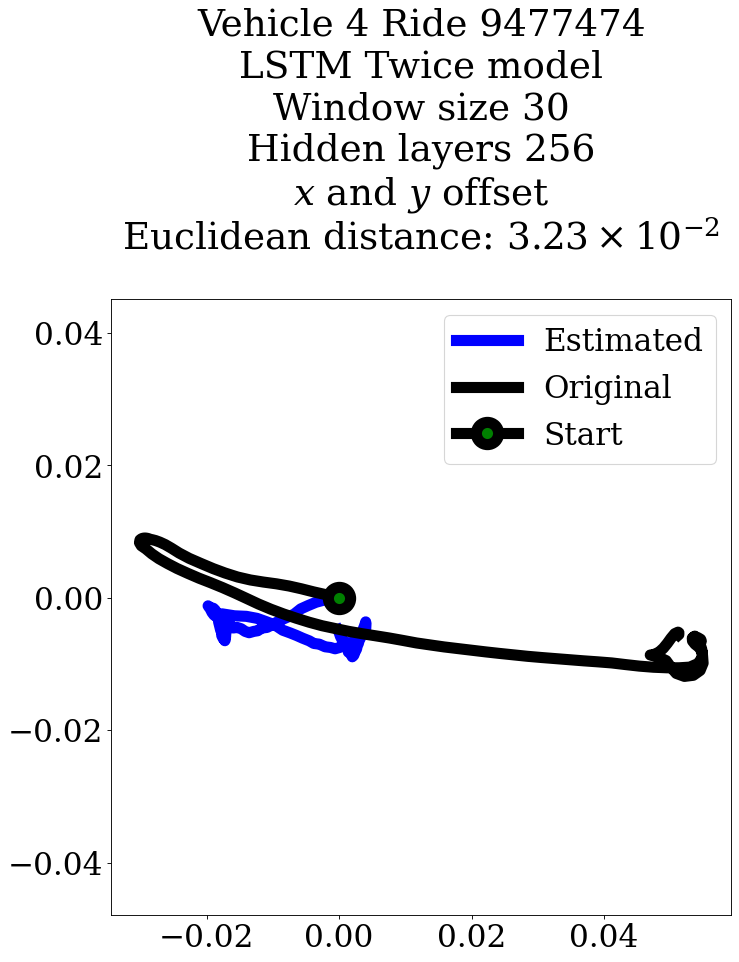 Vehicle 4 Ride 9477474
LSTM Twice model
Window size 30
Hidden layers 256
x and y offset
Euclidean distance: 3.23 × 10⁻²
0.04
0.02
0.00
−0.02
−0.04
Estimated
Original
Start
−0.02 0.00 0.02 0.04